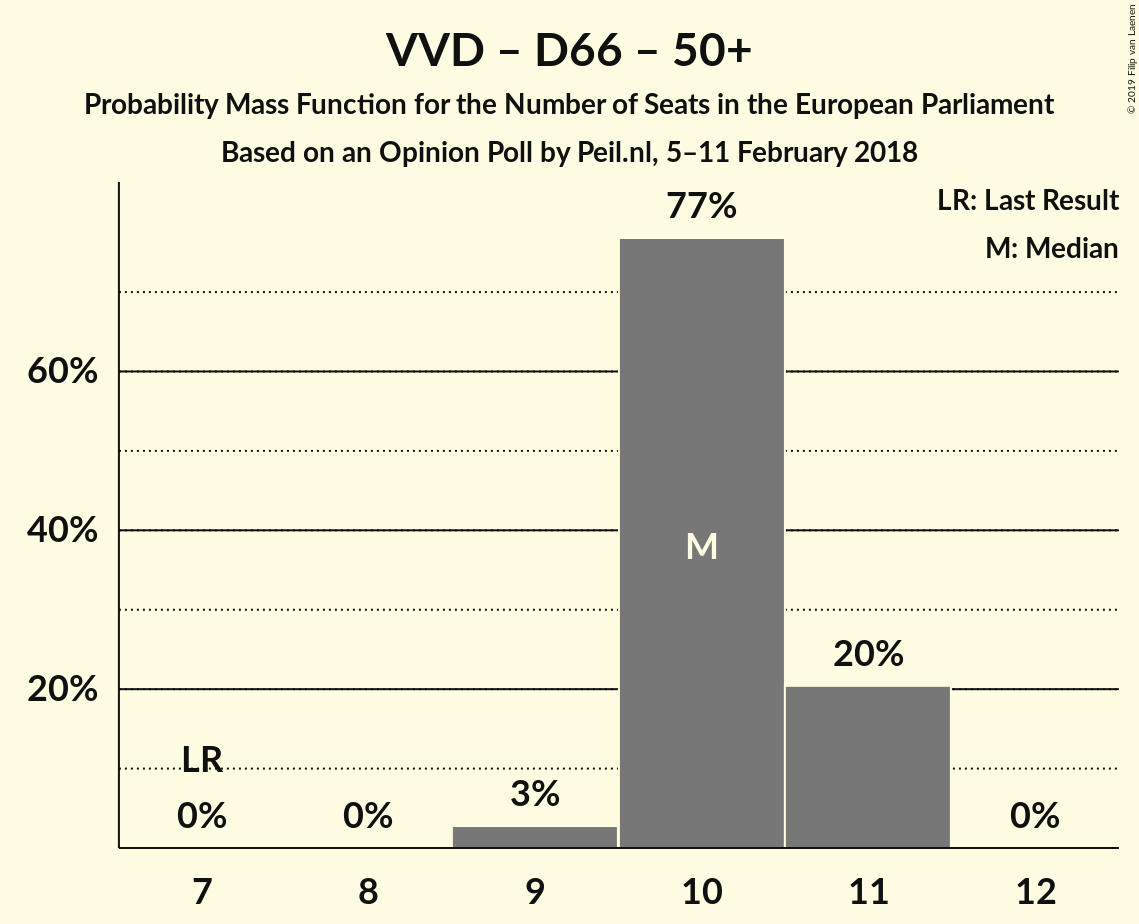 VVD – D66 – 50+
Probability Mass Function for the Number of Seats in the European Parliament
Based on an Opinion Poll by Peil.nl, 5–11 February 2018
© 2019 Filip van Laenen
LR: Last Result
M: Median
77%
60%
40%
M
20%
20%
LR
3%
0%
0%
0%
7
8
9
10
11
12